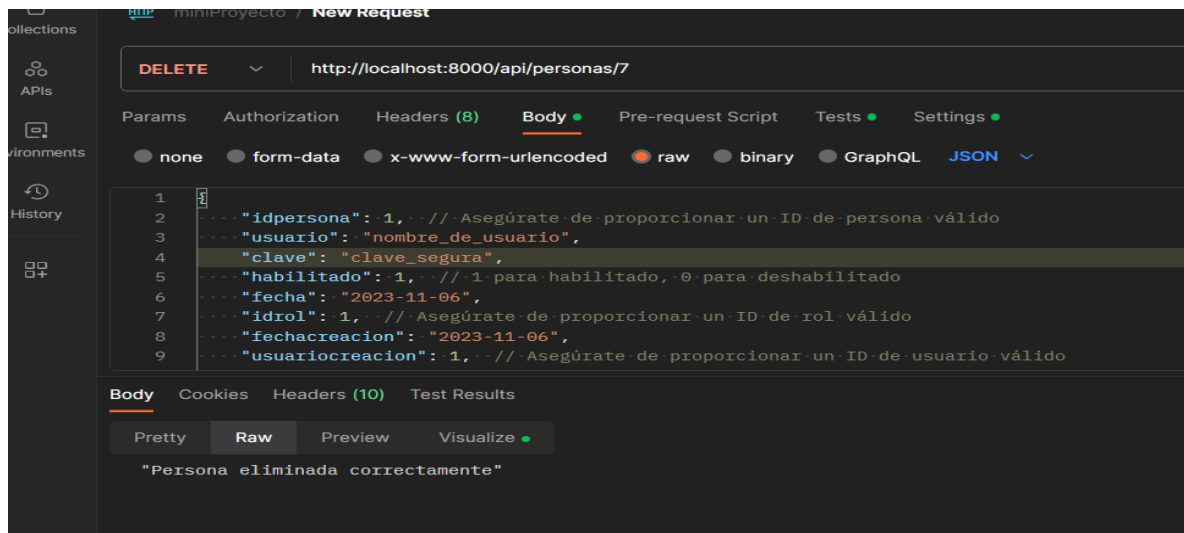 HTTP miniProyecto / New Request
ollections
DELETE http://localhost:8000/api/personas/7
APIs
Params Authorization Headers (8) Body Pre-request Script Tests Settings
vironments
none form-data x-www-form-urlencoded raw binary GraphQL JSON
History
1 {
2 "idpersona": 1, // Asegúrate de proporcionar un ID de persona válido
3 "usuario": "nombre_de_usuario",
4 "clave": "clave_segura",
5 "habilitado": 1, // 1 para habilitado, 0 para deshabilitado
6 "fecha": "2023-11-06",
7 "idrol": 1, // Asegúrate de proporcionar un ID de rol válido
8 "fechacreacion": "2023-11-06",
9 "usuariocreacion": 1, // Asegúrate de proporcionar un ID de usuario válido
Body Cookies Headers (10) Test Results
Pretty Raw Preview Visualize
"Persona eliminada correctamente"